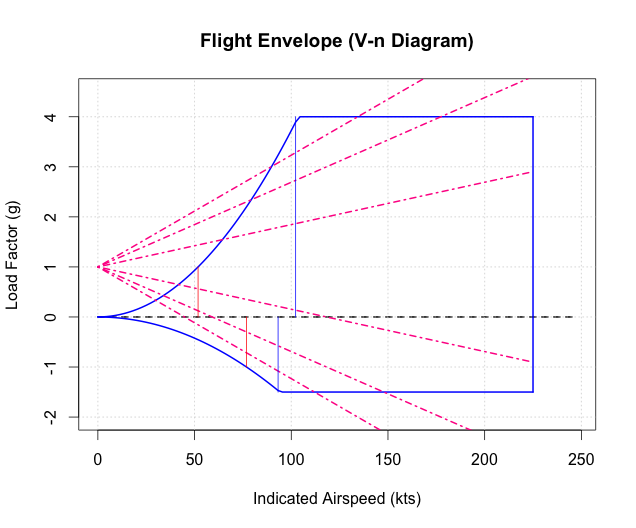 Flight Envelope (V-n Diagram)
Load Factor (g)
4
3
2
1
0
-1
-2
0 50 100 150 200 250
Indicated Airspeed (kts)